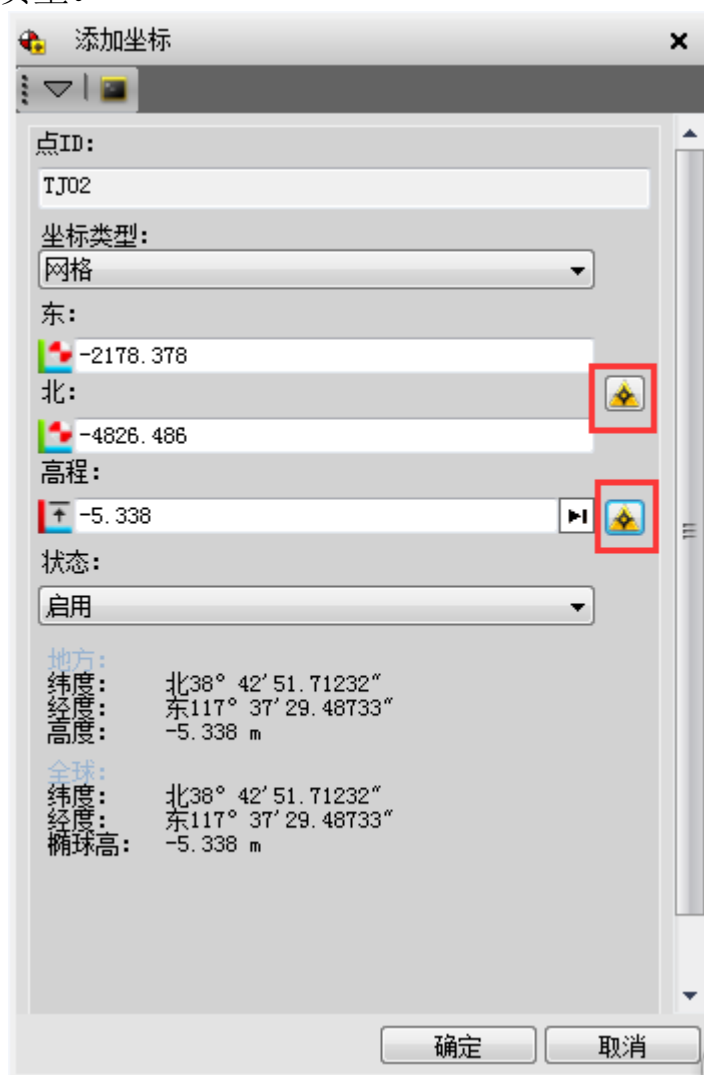 添加坐标
点ID:
TJ02
坐标类型:
网格
东:
-2178.378
北:
-4826.486
高程:
-5.338
状态:
启用
地方:
纬度: 北38° 42′51.71232″
经度: 东117° 37′29.48733″
高度: -5.338 m
全球:
纬度: 北38° 42′51.71232″
经度: 东117° 37′29.48733″
椭球高: -5.338 m
确定 取消